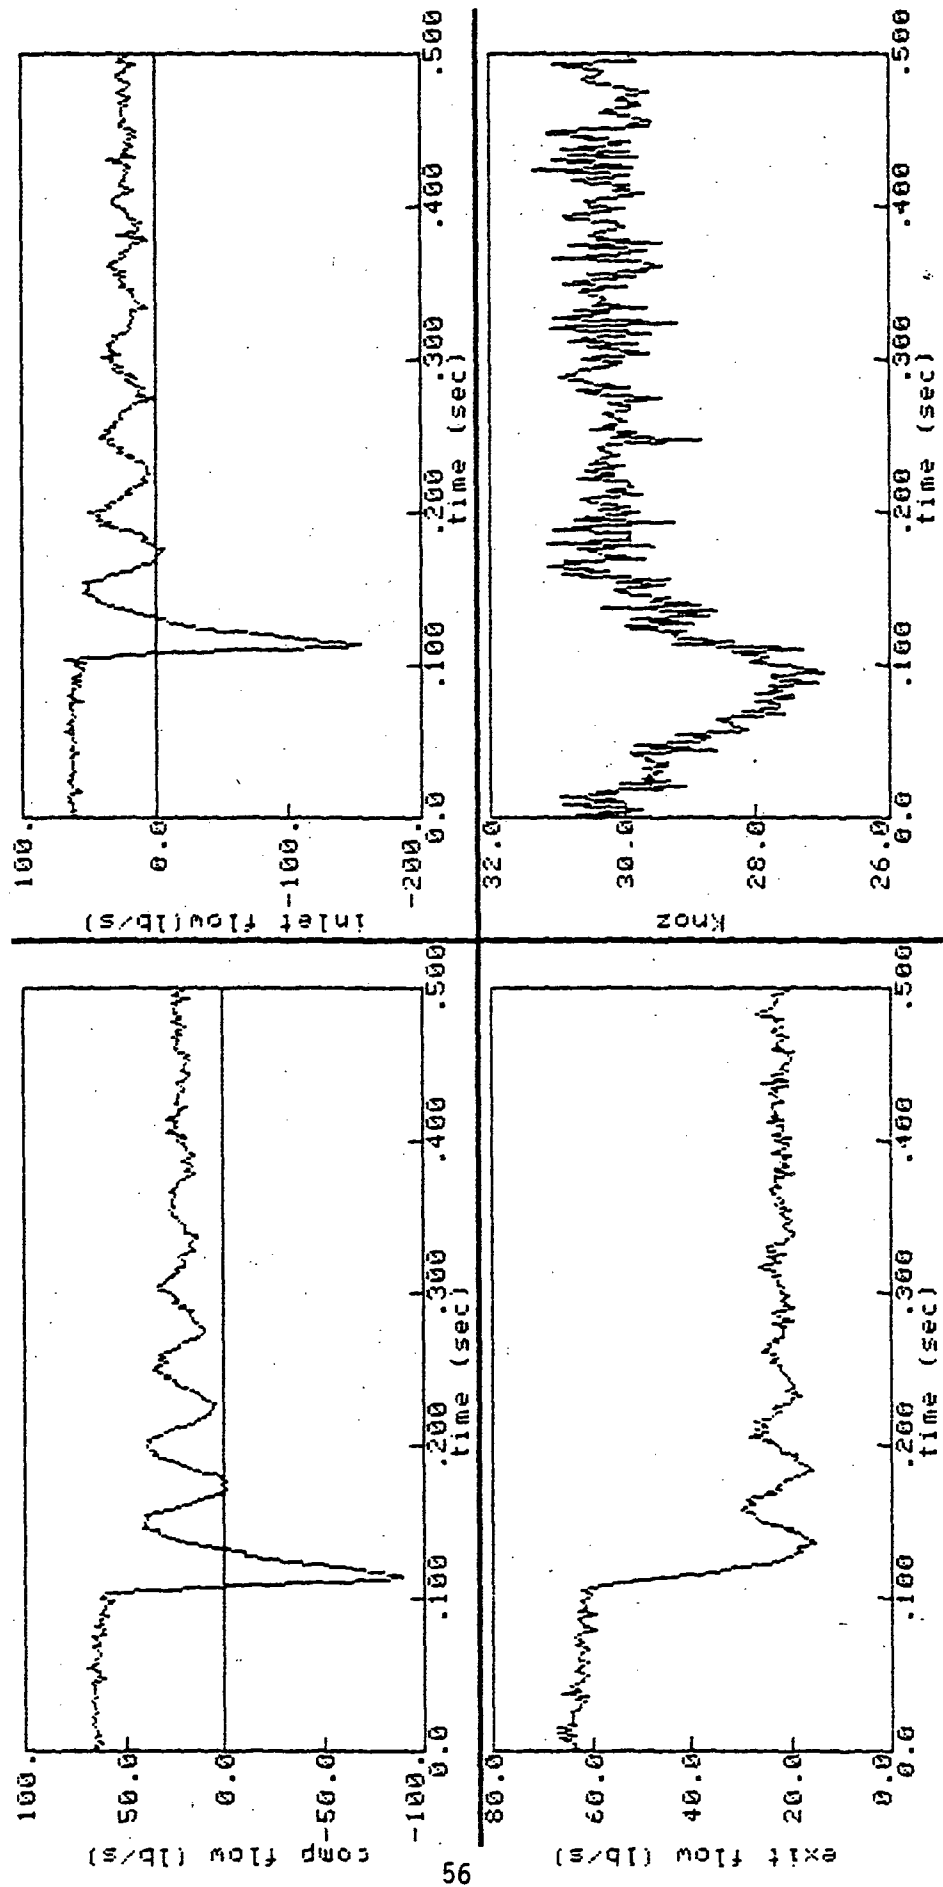 comp flow (lb/s)
100.
50.0
0.0
-50.0
-100.
0.0 .100 .200 .300 .400 .500
time (sec)
inlet flow(lb/s)
100.
0.0
-100.
-200.
0.0 .100 .200 .300 .400 .500
time (sec)
exit flow (lb/s)
80.0
60.0
40.0
20.0
0.0
0.0 .100 .200 .300 .400 .500
time (sec)
Knoz
32.0
30.0
28.0
26.0
0.0 .100 .200 .300 .400 .500
time (sec)
56